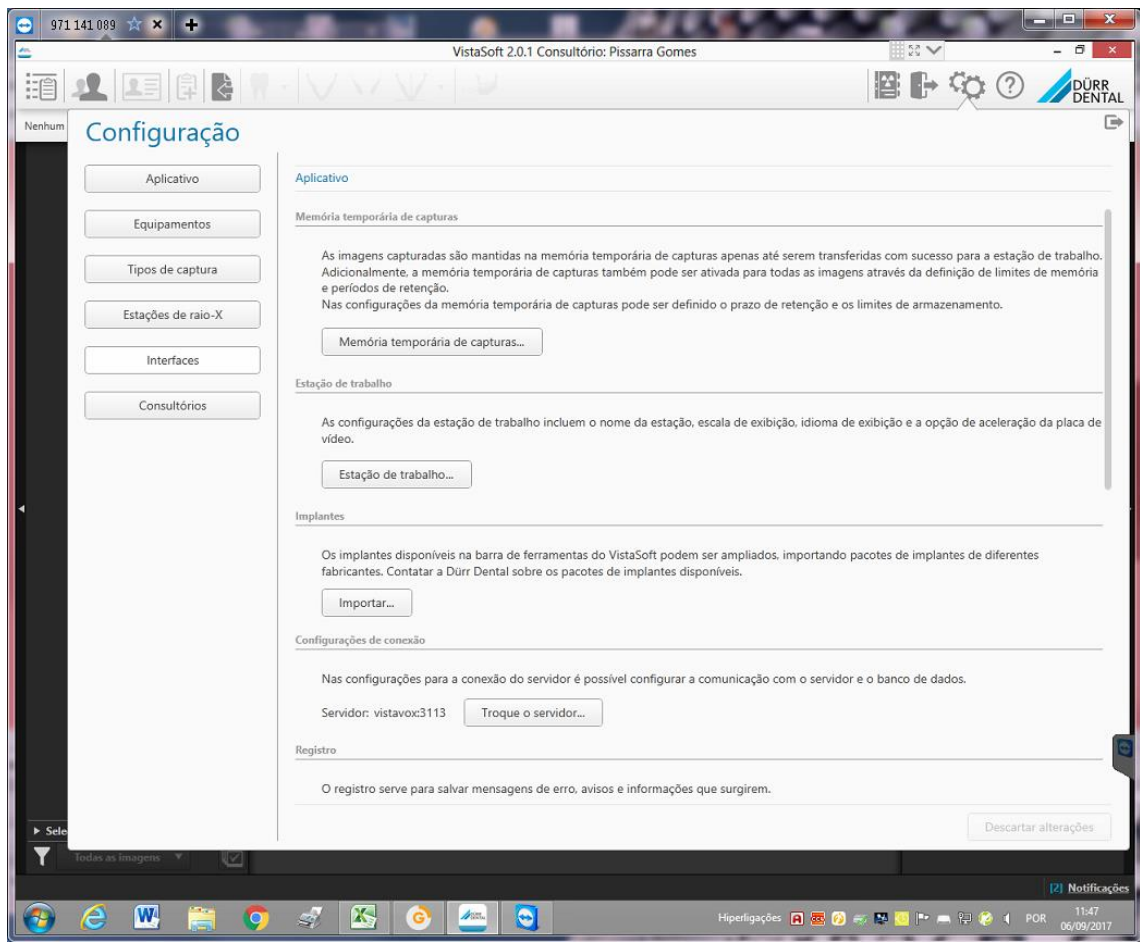 971 141 089
VistaSoft 2.0.1 Consultório: Pissarra Gomes
DÜRR
DENTAL
Nenhum
Configuração
Aplicativo
Equipamentos
Tipos de captura
Estações de raio-X
Interfaces
Consultórios
Aplicativo
Memória temporária de capturas
As imagens capturadas são mantidas na memória temporária de capturas apenas até serem transferidas com sucesso para a estação de trabalho.
Adicionalmente, a memória temporária de capturas também pode ser ativada para todas as imagens através da definição de limites de memória
e períodos de retenção.
Nas configurações da memória temporária de capturas pode ser definido o prazo de retenção e os limites de armazenamento.
Memória temporária de capturas...
Estação de trabalho
As configurações da estação de trabalho incluem o nome da estação, escala de exibição, idioma de exibição e a opção de aceleração da placa de
vídeo.
Estação de trabalho...
Implantes
Os implantes disponíveis na barra de ferramentas do VistaSoft podem ser ampliados, importando pacotes de implantes de diferentes
fabricantes. Contatar a Dürr Dental sobre os pacotes de implantes disponíveis.
Importar...
Configurações de conexão
Nas configurações para a conexão do servidor é possível configurar a comunicação com o servidor e o banco de dados.
Servidor: vistavox:3113 Troque o servidor...
Registro
O registro serve para salvar mensagens de erro, avisos e informações que surgirem.
Descartar alterações
Sele
Todas as imagens
[2] Notificações
Hiperligações POR 11:47
06/09/2017